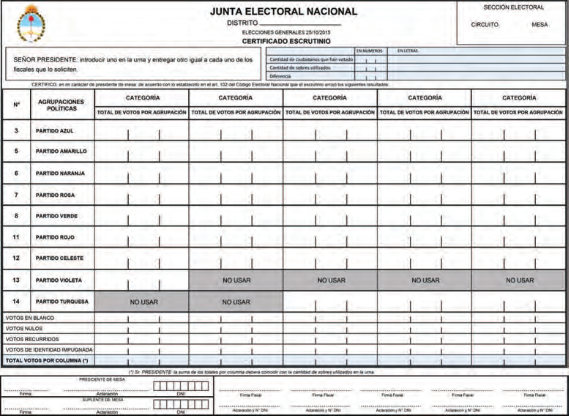 JUNTA ELECTORAL NACIONAL
DISTRITO
ELECCIONES GENERALES 25/10/2015
CERTIFICADO ESCRUTINIO
SECCIÓN ELECTORAL
CIRCUITO MESA
SEÑOR PRESIDENTE: introducir uno en la urna y entregar otro igual a cada uno de los
fiscales que lo soliciten.
EN NUMEROS EN LETRAS
Cantidad de ciudadanos que han votado
Cantidad de sobres utilizados
Diferencia
CERTIFICO, en mi carácter de presidente de mesa, de acuerdo con lo establecido en el art. 102 del Código Electoral Nacional que el escrutinio arrojó los siguientes resultados:
N° AGRUPACIONES POLÍTICAS CATEGORÍA CATEGORÍA CATEGORÍA CATEGORÍA CATEGORÍA
TOTAL DE VOTOS POR AGRUPACIÓN TOTAL DE VOTOS POR AGRUPACIÓN TOTAL DE VOTOS POR AGRUPACIÓN TOTAL DE VOTOS POR AGRUPACIÓN TOTAL DE VOTOS POR AGRUPACIÓN
3 PARTIDO AZUL
5 PARTIDO AMARILLO
6 PARTIDO NARANJA
7 PARTIDO ROSA
8 PARTIDO VERDE
11 PARTIDO ROJO
12 PARTIDO CELESTE
13 PARTIDO VIOLETA NO USAR NO USAR NO USAR NO USAR
14 PARTIDO TURQUESA NO USAR NO USAR
VOTOS EN BLANCO
VOTOS NULOS
VOTOS RECURRIDOS
VOTOS DE IDENTIDAD IMPUGNADA
TOTAL VOTOS POR COLUMNA (*)
(*) Sr. PRESIDENTE: la suma de los totales por columna deberá coincidir con la cantidad de sobres utilizados en la urna.
PRESIDENTE DE MESA
Firma Aclaración DNI
SUPLENTE DE MESA
Firma Aclaración DNI
Firma Fiscal Firma Fiscal Firma Fiscal Firma Fiscal Firma Fiscal
Aclaración y N° DNI Aclaración y N° DNI Aclaración y N° DNI Aclaración y N° DNI Aclaración y N° DNI